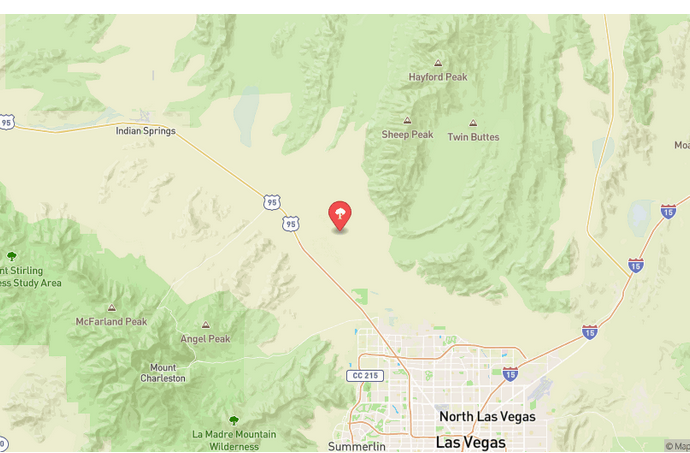 Hayford Peak
95
Indian Springs
Sheep Peak
Twin Buttes
Moa
95
15
95
15
nt Stirling
ess Study Area
McFarland Peak
15
Angel Peak
Mount
Charleston
CC 215
15
North Las Vegas
La Madre Mountain
Wilderness
0
Summerlin
Las Vegas
© Map